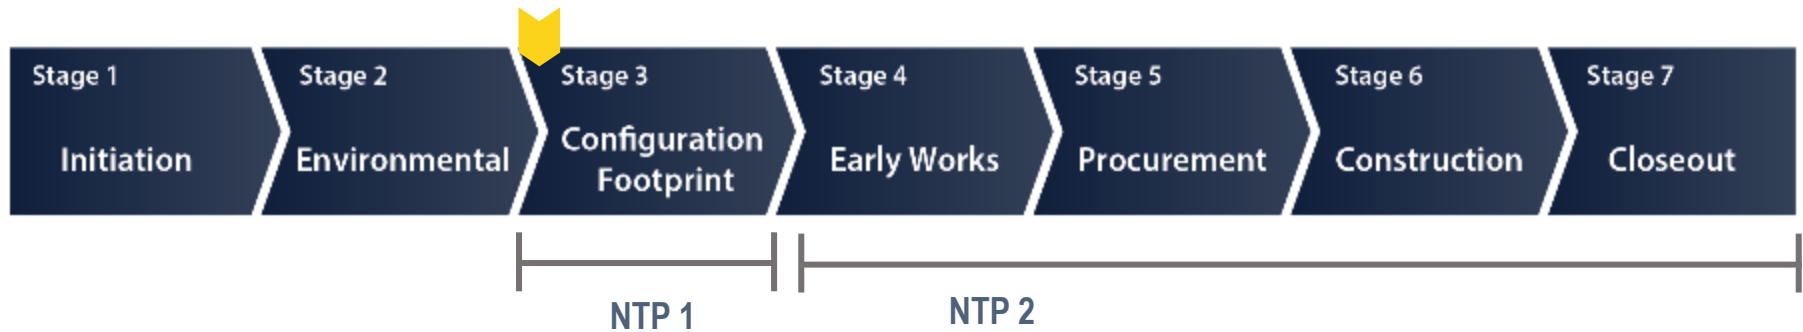 Stage 1
Initiation
Stage 2
Environmental
Stage 3
Configuration
Footprint
Stage 4
Early Works
Stage 5
Procurement
Stage 6
Construction
Stage 7
Closeout
NTP 1
NTP 2